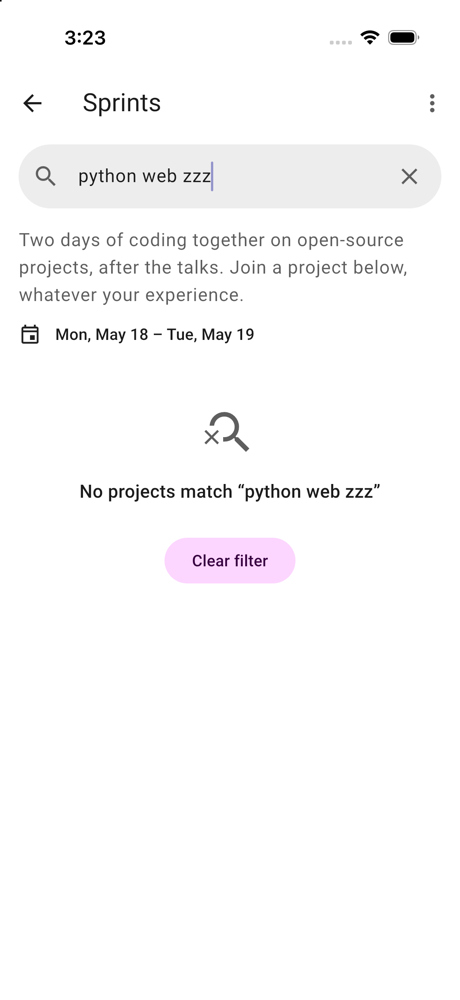 3:23
Sprints
python web zzz
Two days of coding together on open-source
projects, after the talks. Join a project below,
whatever your experience.
Mon, May 18 – Tue, May 19
No projects match “python web zzz”
Clear filter